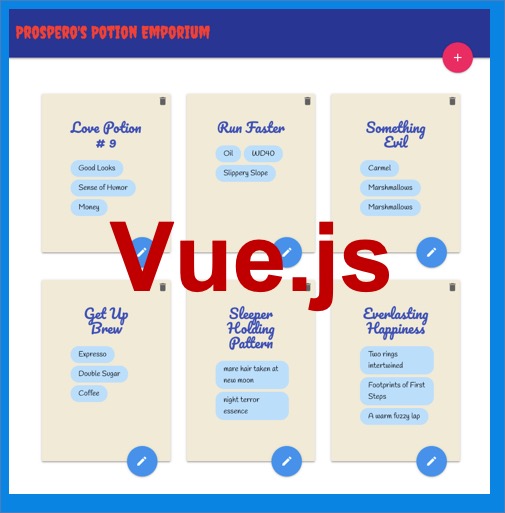 PROSPERO'S POTION EMPORIUM
+
Love Potion
# 9
Good Looks
Sense of Humor
Money
Run Faster
Oil
WD40
Slippery Slope
Something
Evil
Carmel
Marshmallows
Marshmallows
Vue.js
Get Up
Brew
Expresso
Double Sugar
Coffee
Sleeper
Holding
Pattern
mare hair taken at
new moon
night terror
essence
Everlasting
Happiness
Two rings
intertwined
Footprints of First
Steps
A warm fuzzy lap